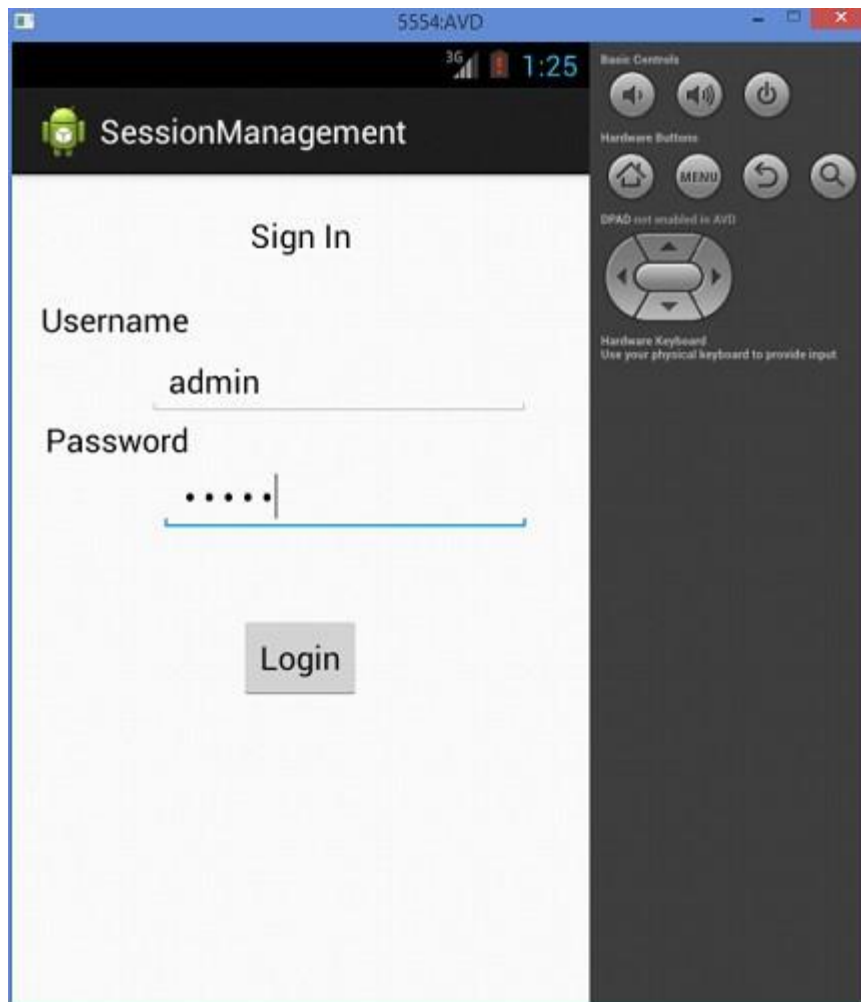 5554:AVD
3G 1:25
SessionManagement
Sign In
Username
admin
Password
•••••
Login
Basic Controls
Hardware Buttons
MENU
DPAD not enabled in AVD
Hardware Keyboard
Use your physical keyboard to provide input